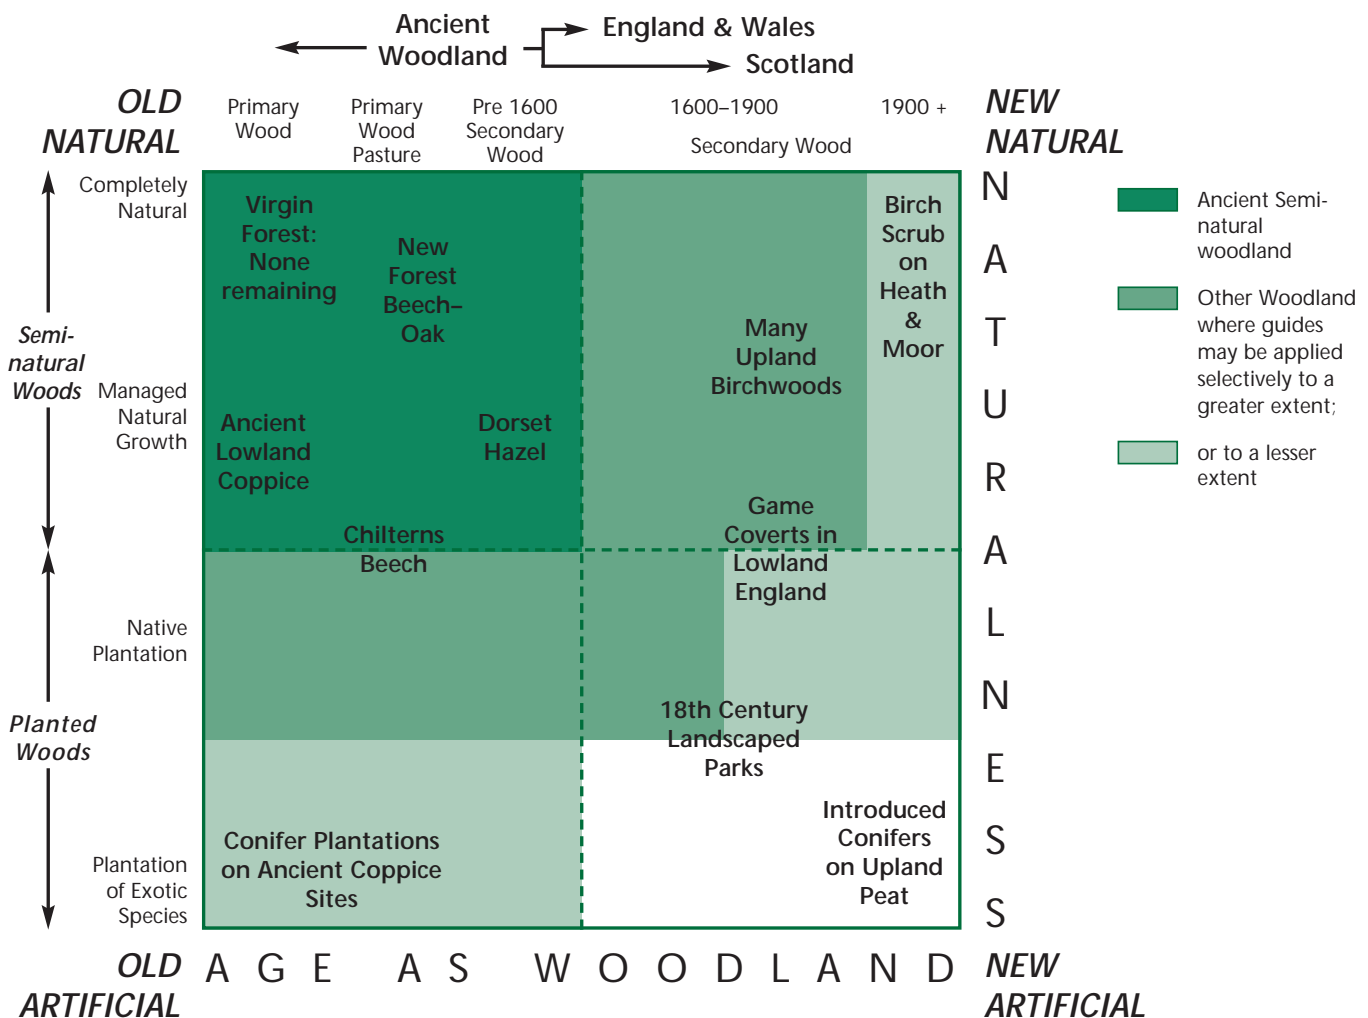 Ancient
Woodland
England & Wales
Scotland
OLD
NATURAL
Primary
Wood
Primary
Wood
Pasture
Pre 1600
Secondary
Wood
1600–1900
1900 +
Secondary Wood
NEW
NATURAL
Completely
Natural
Semi-
natural
Woods
Managed
Natural
Growth
Native
Plantation
Planted
Woods
Plantation
of Exotic
Species
Virgin
Forest:
None
remaining
New
Forest
Beech–
Oak
Ancient
Lowland
Coppice
Dorset
Hazel
Chilterns
Beech
Many
Upland
Birchwoods
Birch
Scrub
on
Heath
&
Moor
Game
Coverts in
Lowland
England
18th Century
Landscaped
Parks
Conifer Plantations
on Ancient Coppice
Sites
Introduced
Conifers
on Upland
Peat
NATURALNESS
Ancient Semi-
natural
woodland
Other Woodland
where guides
may be applied
selectively to a
greater extent;
or to a lesser
extent
OLD
ARTIFICIAL
AGE AS WOODLAND
NEW
ARTIFICIAL